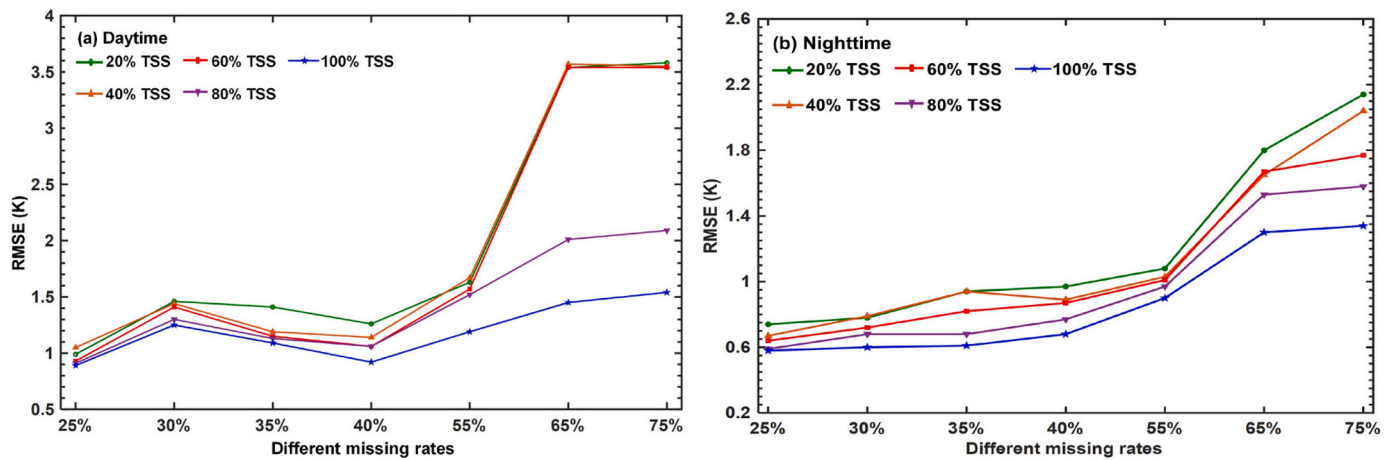 (a) Daytime
20% TSS 60% TSS 100% TSS
40% TSS 80% TSS
4
3.5
3
2.5
2
1.5
1
0.5
RMSE (K)
25% 30% 35% 40% 55% 65% 75%
Different missing rates
(b) Nighttime
20% TSS 60% TSS 100% TSS
40% TSS 80% TSS
2.6
2.2
1.8
1.4
1
0.6
0.2
RMSE (K)
25% 30% 35% 40% 55% 65% 75%
Different missing rates